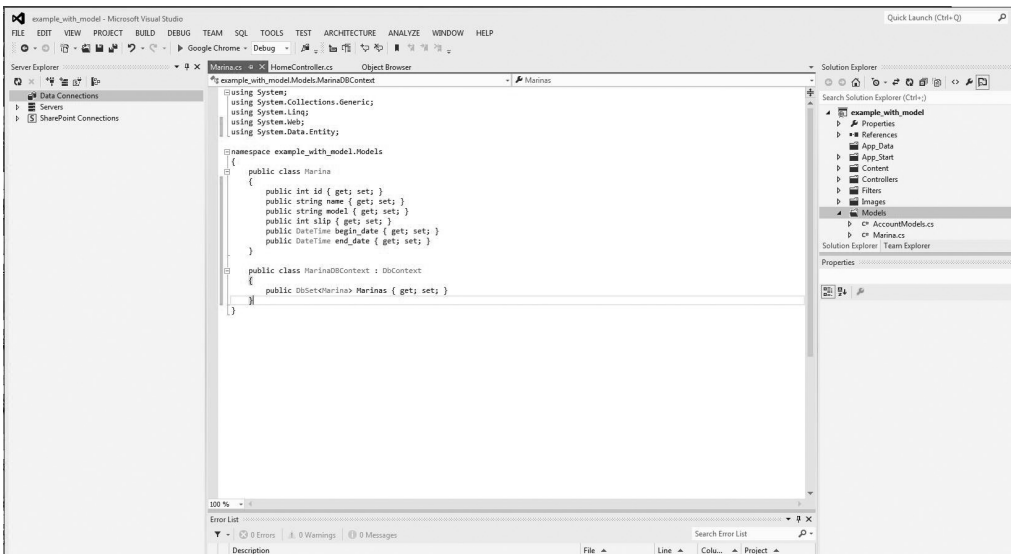 example_with_model - Microsoft Visual Studio
Quick Launch (Ctrl+Q)
FILE EDIT VIEW PROJECT BUILD DEBUG TEAM SQL TOOLS TEST ARCHITECTURE ANALYZE WINDOW HELP
Google Chrome - Debug
Server Explorer
Data Connections
Servers
SharePoint Connections
Marina.cs HomeController.cs Object Browser
example_with_model.Models.MarinaDBContext
Marinas
using System;
using System.Collections.Generic;
using System.Linq;
using System.Web;
using System.Data.Entity;
namespace example_with_model.Models
{
public class Marina
{
public int id { get; set; }
public string name { get; set; }
public string model { get; set; }
public int slip { get; set; }
public DateTime begin_date { get; set; }
public DateTime end_date { get; set; }
}
public class MarinaDBContext : DbContext
{
public DbSet<Marina> Marinas { get; set; }
}
}
100 %
Error List
0 Errors 0 Warnings 0 Messages
Search Error List
Description File Line Colu... Project
Solution Explorer
Search Solution Explorer (Ctrl+;)
example_with_model
Properties
References
App_Data
App_Start
Content
Controllers
Filters
Images
Models
C# AccountModels.cs
C# Marina.cs
Solution Explorer Team Explorer
Properties